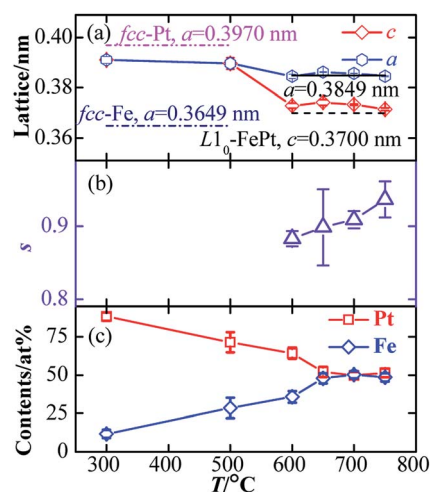 (a)
fcc-Pt, a=0.3970 nm
c
a
a=0.3849 nm
fcc-Fe, a=0.3649 nm
L1₀-FePt, c=0.3700 nm
Lattice/nm
0.40
0.38
0.36
(b)
s
0.9
0.8
(c)
Pt
Fe
Contents/at%
75
50
25
0
300 400 500 600 700 800
T/°C